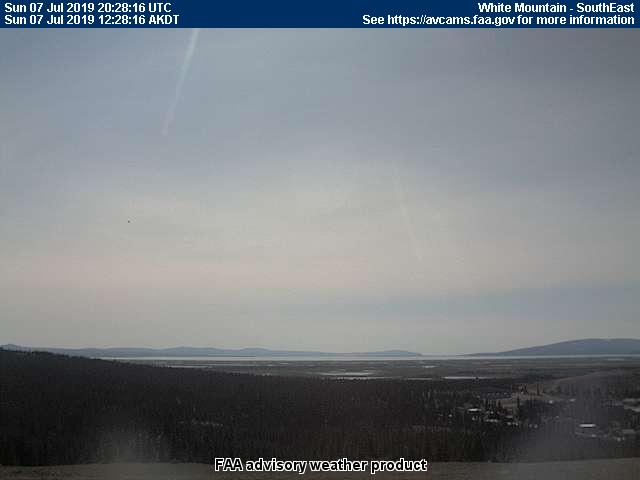 Sun 07 Jul 2019 20:28:16 UTC
White Mountain - SouthEast
Sun 07 Jul 2019 12:28:16 AKDT
See https://avcams.faa.gov for more information
FAA advisory weather product